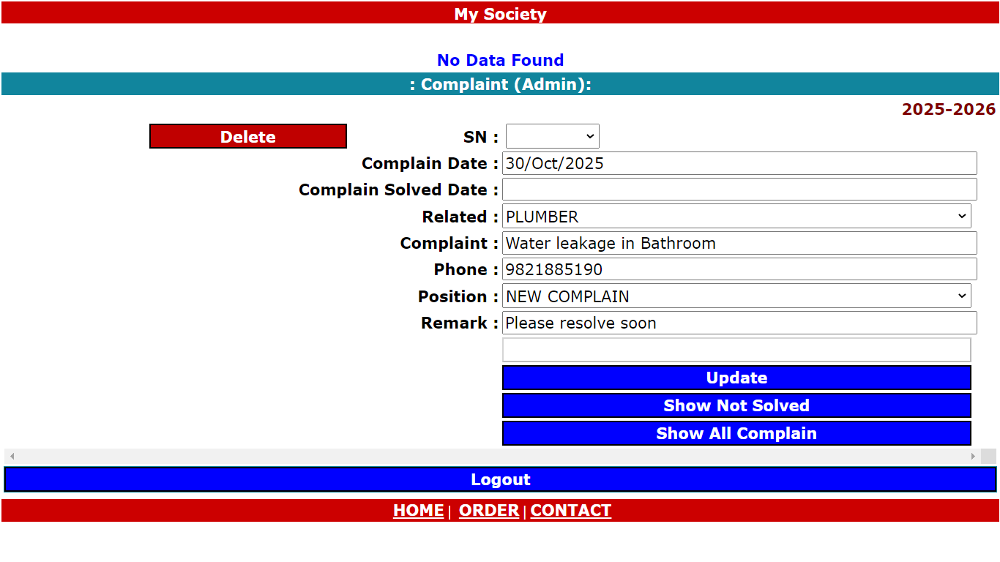 My Society
No Data Found
: Complaint (Admin):
2025-2026
Delete SN :
Complain Date : 30/Oct/2025
Complain Solved Date :
Related : PLUMBER
Complaint : Water leakage in Bathroom
Phone : 9821885190
Position : NEW COMPLAIN
Remark : Please resolve soon
Update
Show Not Solved
Show All Complain
Logout
HOME | ORDER | CONTACT